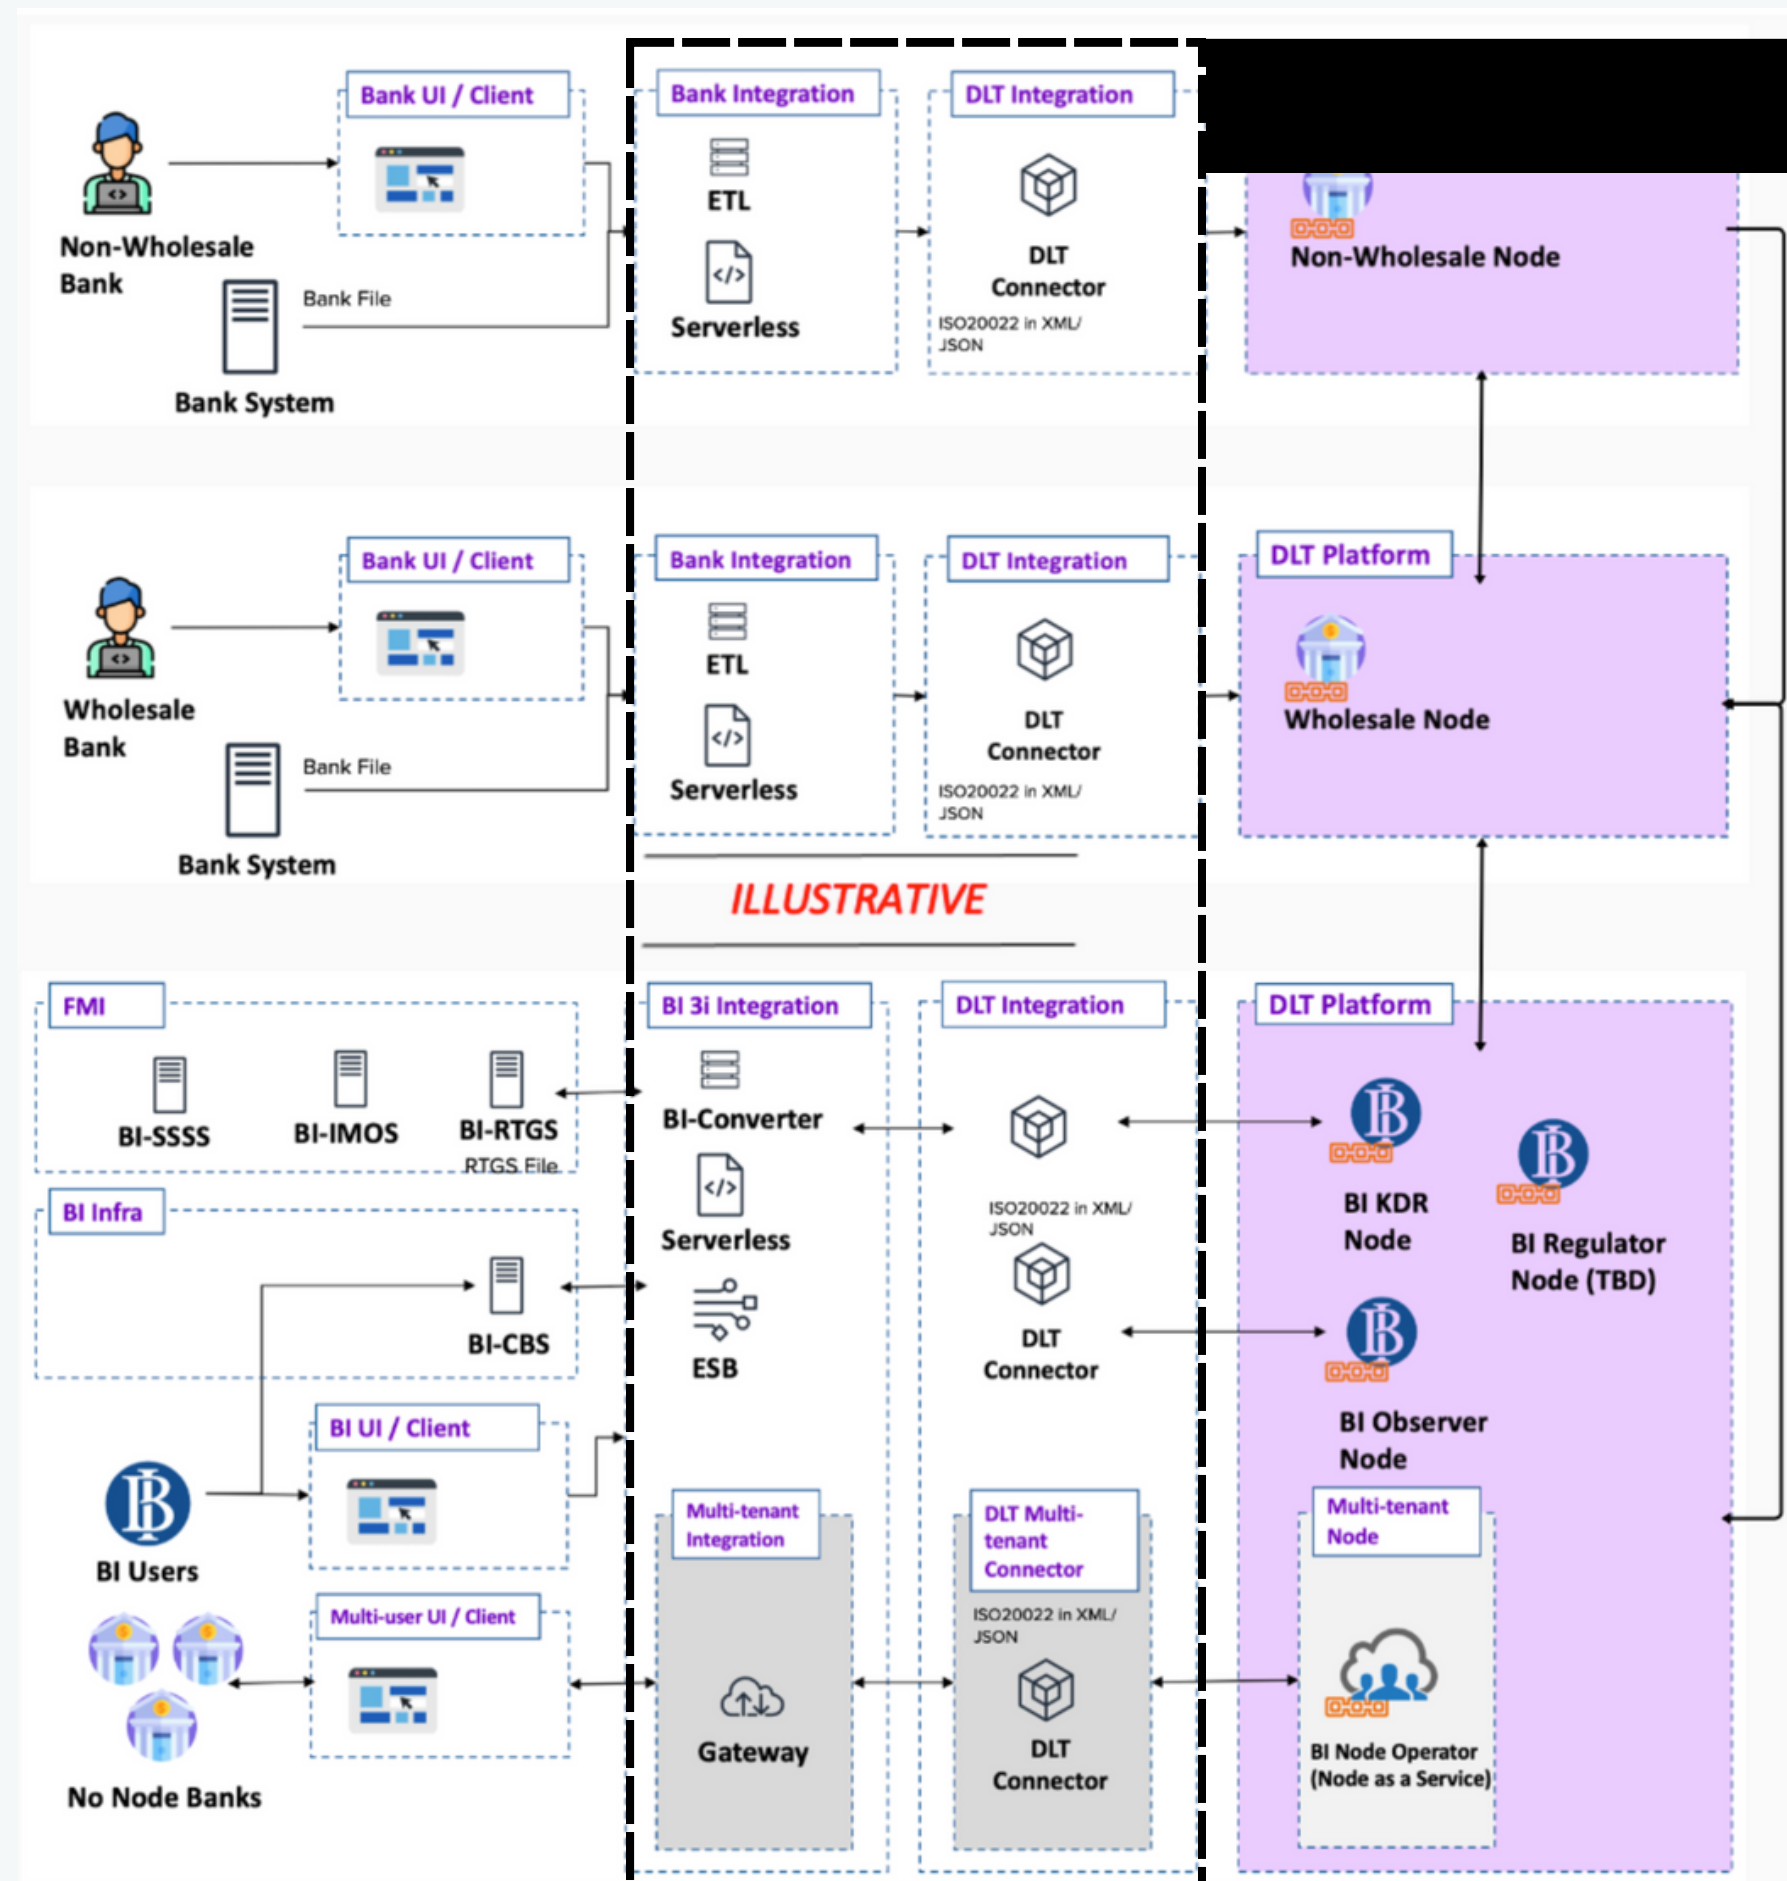 Bank UI / Client
Bank Integration
DLT Integration
ETL
Non-Wholesale
Bank
DLT
Connector
Non-Wholesale Node
Bank File
Serverless
ISO20022 in XML/
JSON
Bank System
Bank UI / Client
Bank Integration
DLT Integration
DLT Platform
ETL
Wholesale
Bank
DLT
Connector
Wholesale Node
Bank File
Serverless
ISO20022 in XML/
JSON
Bank System
ILLUSTRATIVE
FMI
BI 3i Integration
DLT Integration
DLT Platform
BI-SSSS
BI-IMOS
BI-RTGS
RTGS File
BI-Converter
BI KDR
Node
BI Infra
ISO20022 in XML/
JSON
Serverless
BI Regulator
Node (TBD)
BI-CBS
ESB
DLT
Connector
BI Observer
Node
BI UI / Client
Multi-tenant
Integration
DLT Multi-
tenant
Connector
Multi-tenant
Node
BI Users
Multi-user UI / Client
ISO20022 in XML/
JSON
Gateway
DLT
Connector
BI Node Operator
(Node as a Service)
No Node Banks